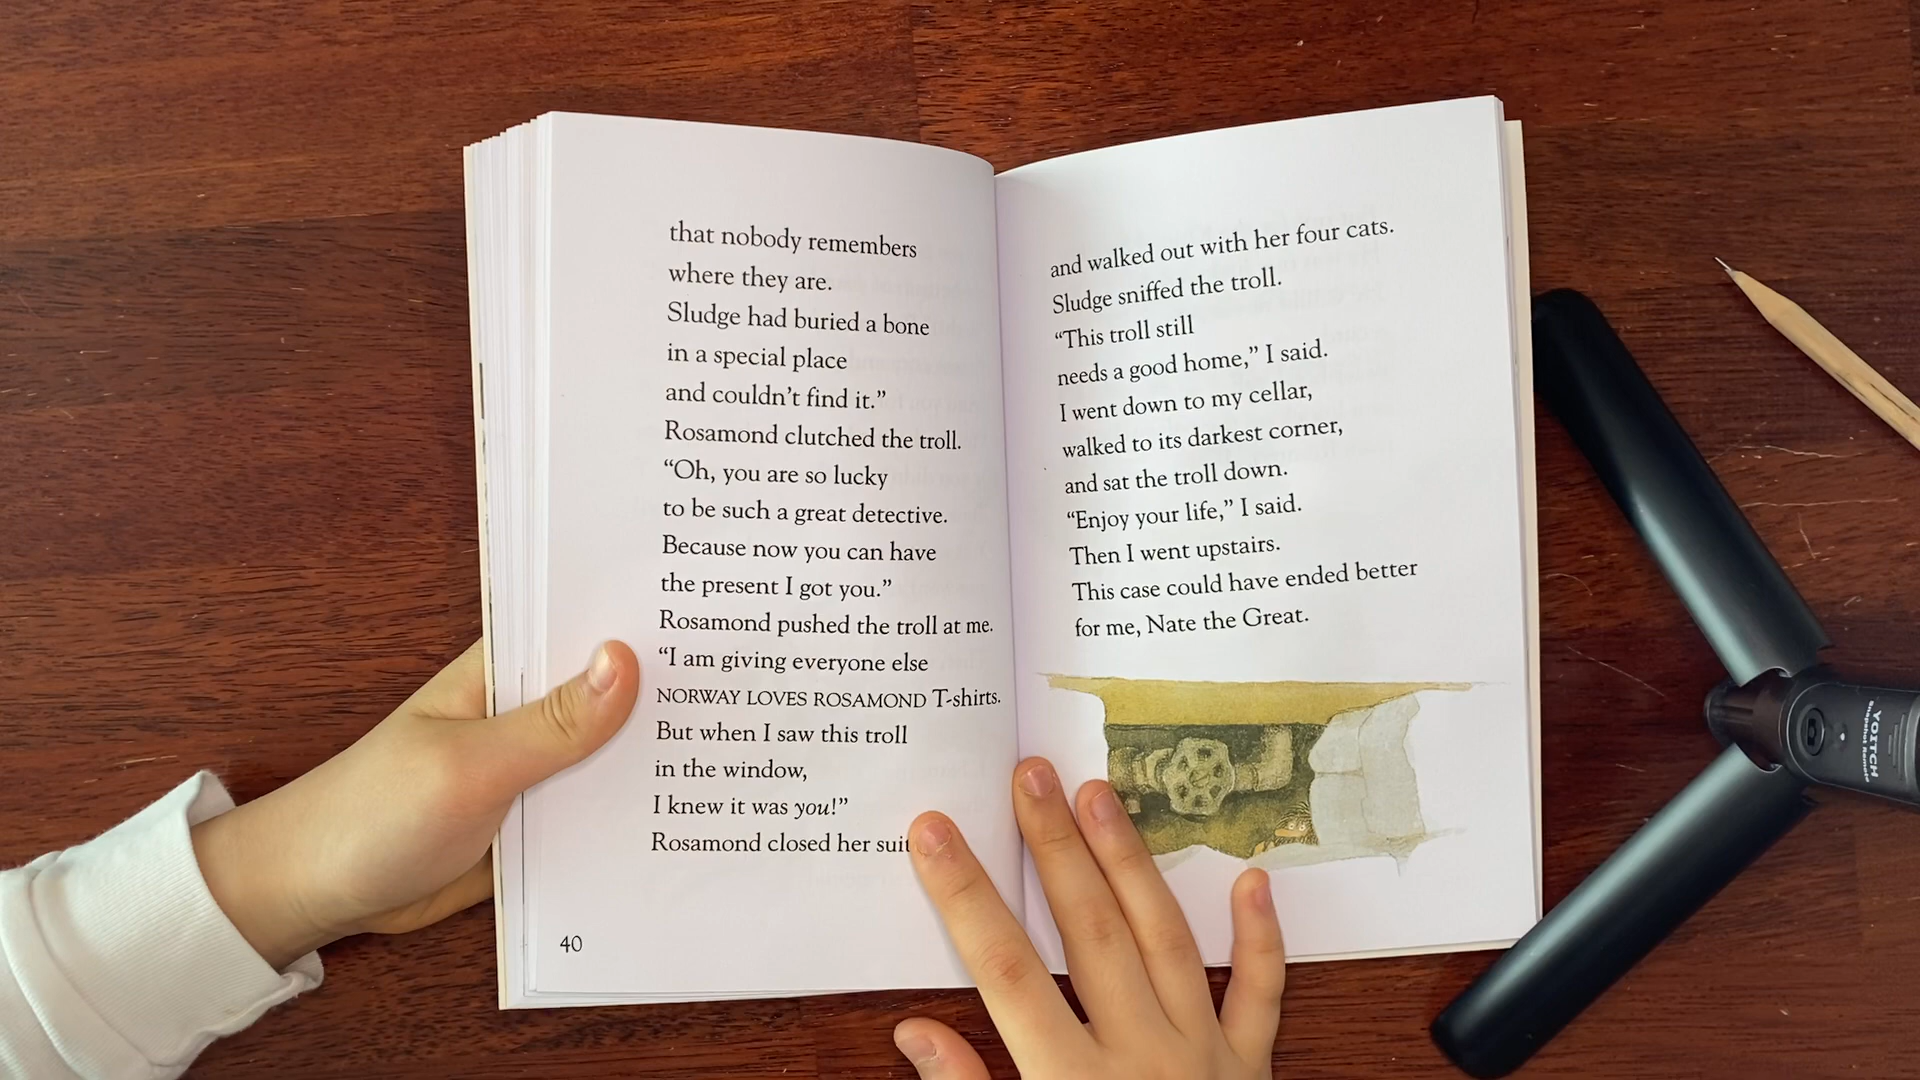 that nobody remembers
where they are.
Sludge had buried a bone
in a special place
and couldn't find it.”
Rosamond clutched the troll.
“Oh, you are so lucky
to be such a great detective.
Because now you can have
the present I got you.”
Rosamond pushed the troll at me.
“I am giving everyone else
NORWAY LOVES ROSAMOND T-shirts.
But when I saw this troll
in the window,
I knew it was you!”
Rosamond closed her
40
and walked out with her four cats.
Sludge sniffed the troll.
“This troll still
needs a good home,” I said.
I went down to my cellar,
walked to its darkest corner,
and sat the troll down.
“Enjoy your life,” I said.
Then I went upstairs.
This case could have ended better
for me, Nate the Great.
YOITCH
Snapshot Remote